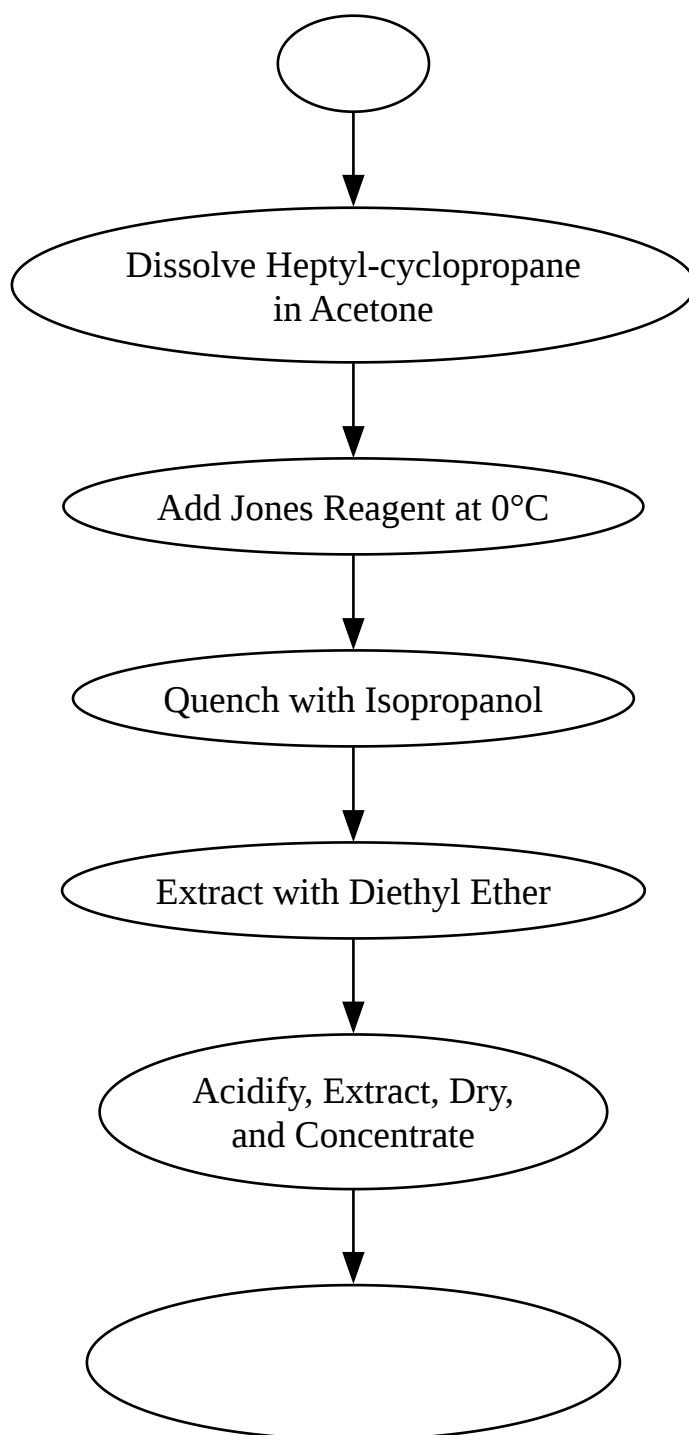 Dissolve Heptyl-cyclopropane
in Acetone
Add Jones Reagent at 0°C
Quench with Isopropanol
Extract with Diethyl Ether
Acidify, Extract, Dry,
and Concentrate